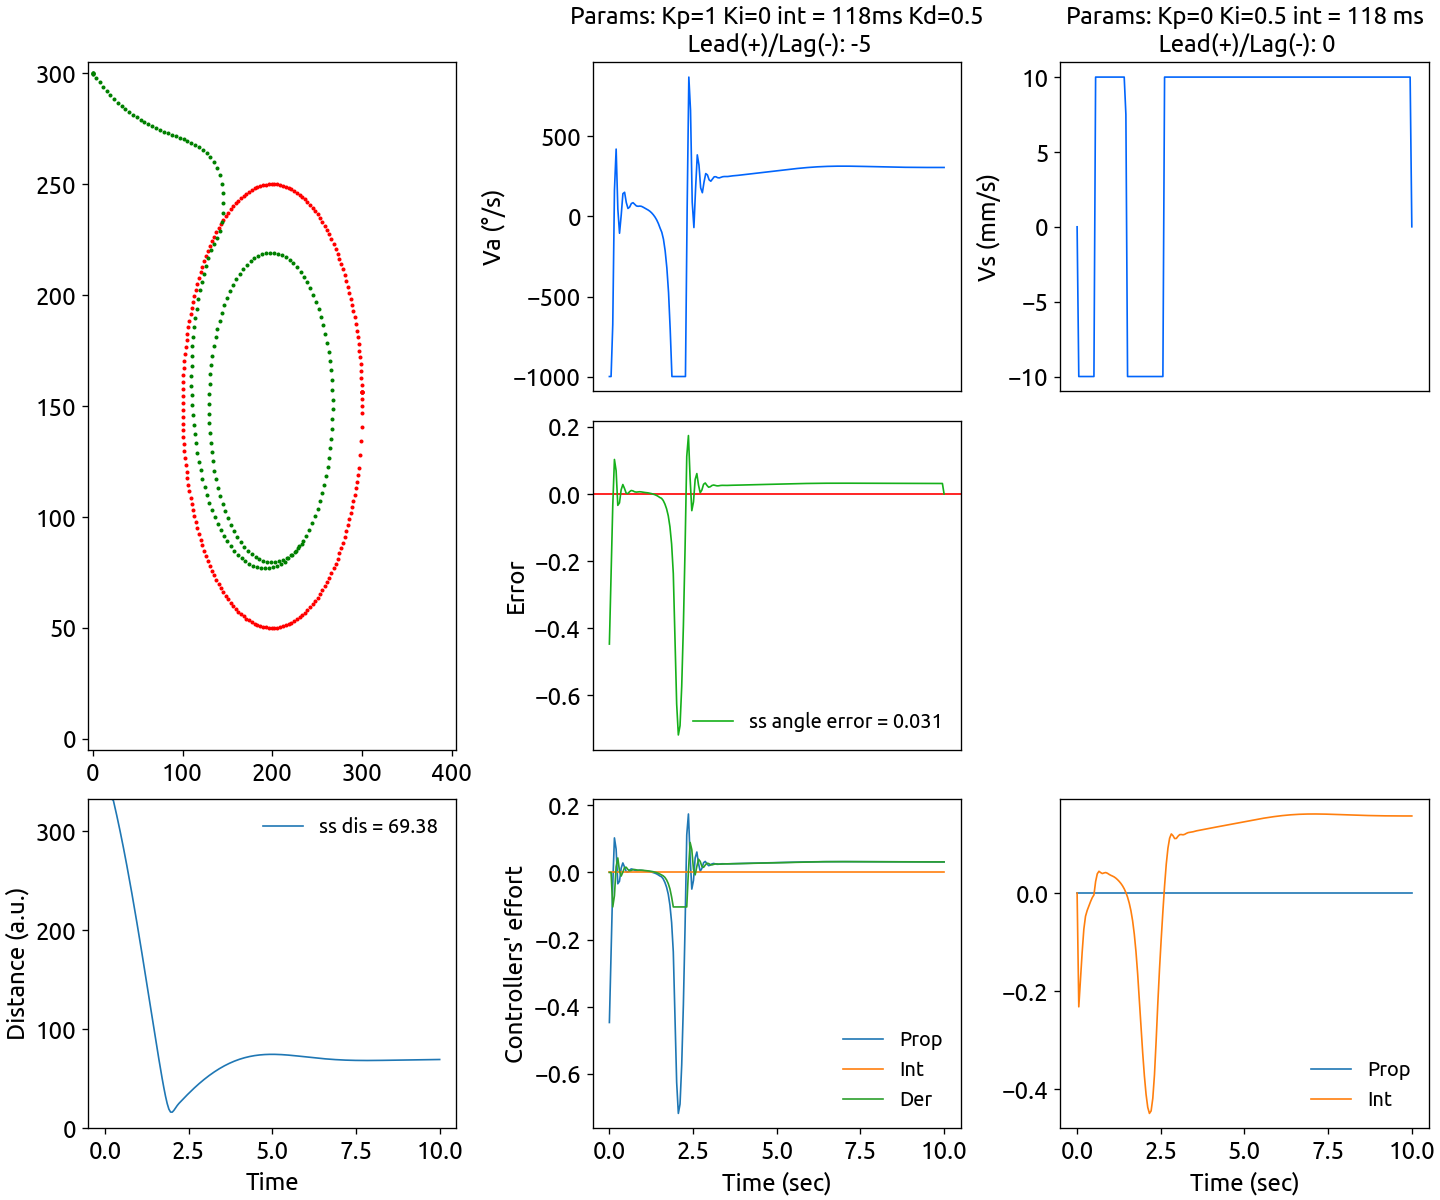 Params: Kp=1 Ki=0 int = 118ms Kd=0.5
Lead(+)/Lag(-): -5
Params: Kp=0 Ki=0.5 int = 118 ms
Lead(+)/Lag(-): 0
300
250
200
150
100
50
0
0 100 200 300 400
Va (°/s)
500
0
−500
−1000
Vs (mm/s)
10
5
0
−5
−10
Error
0.2
0.0
−0.2
−0.4
−0.6
ss angle error = 0.031
Distance (a.u.)
300
200
100
0
ss dis = 69.38
0.0 2.5 5.0 7.5 10.0
Time
Controllers' effort
0.2
0.0
−0.2
−0.4
−0.6
Prop
Int
Der
0.0 2.5 5.0 7.5 10.0
Time (sec)
0.0
−0.2
−0.4
Prop
Int
0.0 2.5 5.0 7.5 10.0
Time (sec)